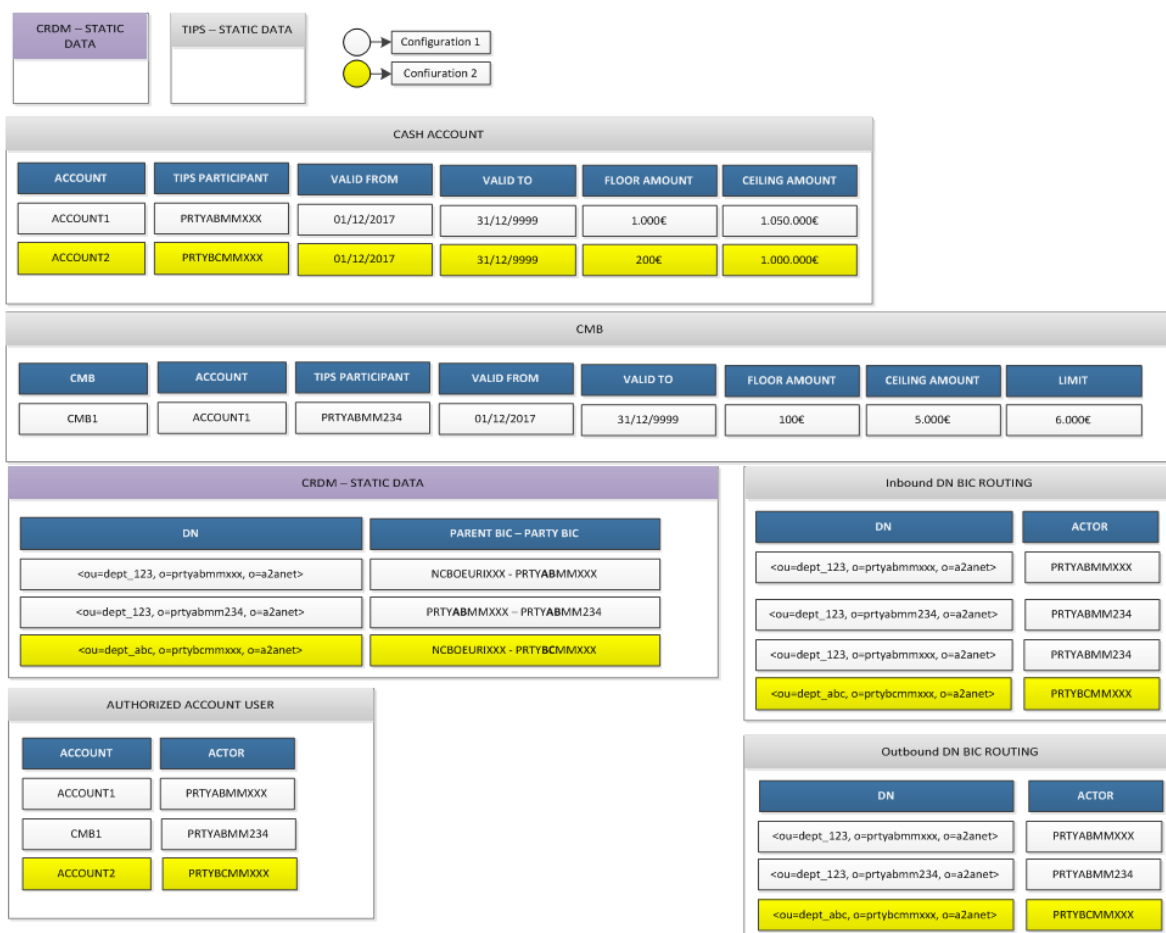 CRDM – STATIC
DATA
TIPS – STATIC DATA
Configuration 1
Confiuration 2
CASH ACCOUNT
ACCOUNT TIPS PARTICIPANT VALID FROM VALID TO FLOOR AMOUNT CEILING AMOUNT
ACCOUNT1 PRTYABMMXXX 01/12/2017 31/12/9999 1.000€ 1.050.000€
ACCOUNT2 PRTYBCMMXXX 01/12/2017 31/12/9999 200€ 1.000.000€
CMB
CMB ACCOUNT TIPS PARTICIPANT VALID FROM VALID TO FLOOR AMOUNT CEILING AMOUNT LIMIT
CMB1 ACCOUNT1 PRTYABMM234 01/12/2017 31/12/9999 100€ 5.000€ 6.000€
CRDM – STATIC DATA
DN PARENT BIC – PARTY BIC
<ou=dept_123, o=prtyabmmxxx, o=a2anet> NCBOEURIXXX - PRTYABMMXXX
<ou=dept_123, o=prtyabmm234, o=a2anet> PRTYABMMXXX – PRTYABMM234
<ou=dept_abc, o=prtybcmmxxx, o=a2anet> NCBOEURIXXX - PRTYBCMMXXX
Inbound DN BIC ROUTING
DN ACTOR
<ou=dept_123, o=prtyabmmxxx, o=a2anet> PRTYABMMXXX
<ou=dept_123, o=prtyabmm234, o=a2anet> PRTYABMM234
<ou=dept_123, o=prtyabmmxxx, o=a2anet> PRTYABMM234
<ou=dept_abc, o=prtybcmmxxx, o=a2anet> PRTYBCMMXXX
AUTHORIZED ACCOUNT USER
ACCOUNT ACTOR
ACCOUNT1 PRTYABMMXXX
CMB1 PRTYABMM234
ACCOUNT2 PRTYBCMMXXX
Outbound DN BIC ROUTING
DN ACTOR
<ou=dept_123, o=prtyabmmxxx, o=a2anet> PRTYABMMXXX
<ou=dept_123, o=prtyabmm234, o=a2anet> PRTYABMM234
<ou=dept_abc, o=prtybcmmxxx, o=a2anet> PRTYBCMMXXX